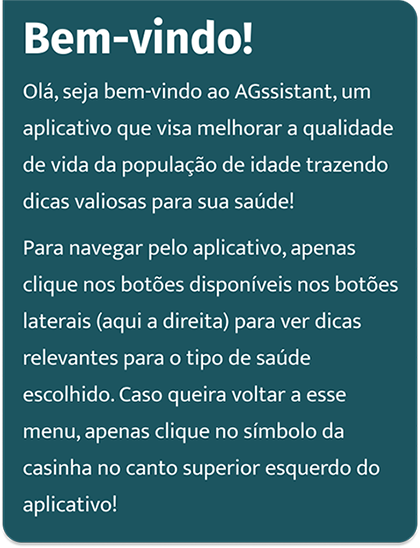 Bem-vindo!
Olá, seja bem-vindo ao AGssistant, um
aplicativo que visa melhorar a qualidade
de vida da população de idade trazendo
dicas valiosas para sua saúde!
Para navegar pelo aplicativo, apenas
clique nos botões disponíveis nos botões
laterais (aqui a direita) para ver dicas
relevantes para o tipo de saúde
escolhido. Caso queira voltar a esse
menu, apenas clique no símbolo da
casinha no canto superior esquerdo do
aplicativo!